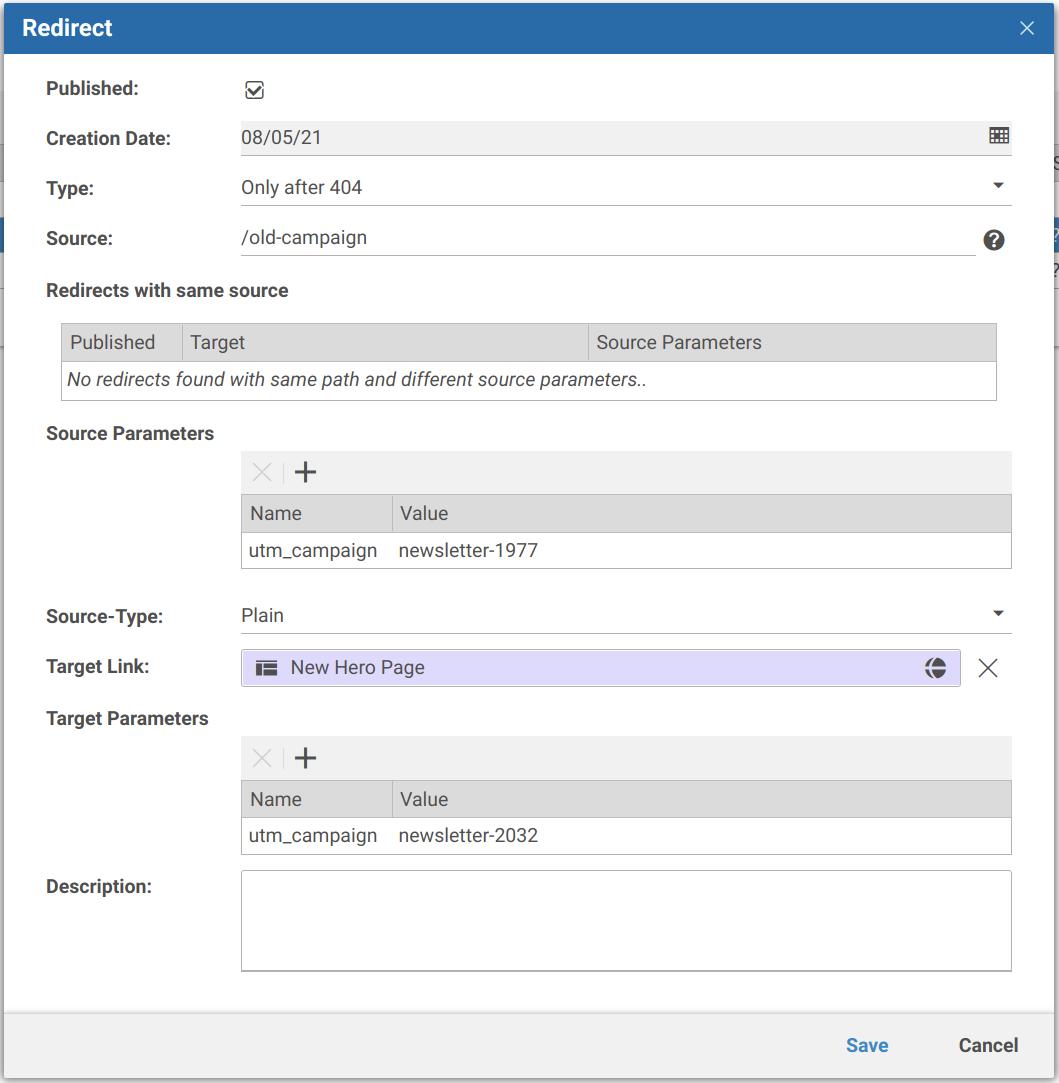 Redirect
Published:
Creation Date: 08/05/21
Type: Only after 404
Source: /old-campaign
Redirects with same source
Published Target Source Parameters
No redirects found with same path and different source parameters..
Source Parameters
Name Value
utm_campaign newsletter-1977
Source-Type: Plain
Target Link: New Hero Page
Target Parameters
Name Value
utm_campaign newsletter-2032
Description:
Save Cancel